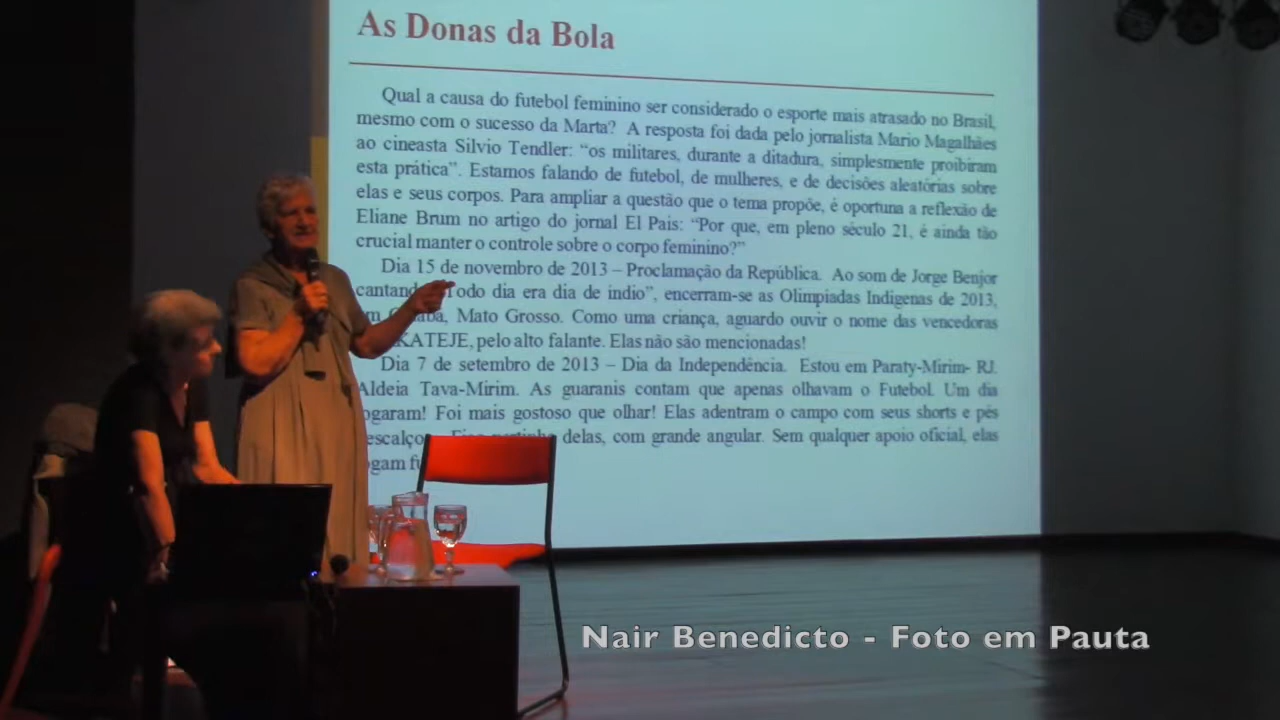 As Donas da Bola
Qual a causa do futebol feminino ser considerado o esporte mais atrasado no Brasil,
mesmo com o sucesso da Marta? A resposta foi dada pelo jornalista Mario Magalhães
ao cineasta Silvio Tendler: “os militares, durante a ditadura, simplesmente proibiram
esta prática”. Estamos falando de futebol, de mulheres, e de decisões aleatórias sobre
elas e seus corpos. Para ampliar a questão que o tema propõe, é oportuna a reflexão de
Eliane Brum no artigo do jornal El Pais: “Por que, em pleno século 21, é ainda tão
crucial manter o controle sobre o corpo feminino?”
Dia 15 de novembro de 2013 – Proclamação da República. Ao som de Jorge Benjor
odo dia era dia de indio”, encerram-se as Olimpiadas Indigenas de 2013,
Mato Grosso. Como uma criança, aguardo ouvir o nome das vencedoras
KATEJE, pelo alto falante. Elas não são mencionadas!
Dia 7 de setembro de 2013 – Dia da Independência. Estou em Paraty-Mirim- RJ.
Aldeia Tava-Mirim. As guaranis contam que apenas olhavam o Futebol. Um dia
ogaram! Foi mais gostoso que olhar! Elas adentram o campo com seus shorts e pés
delas, com grande angular. Sem qualquer apoio oficial, elas
Nair Benedicto - Foto em Pauta